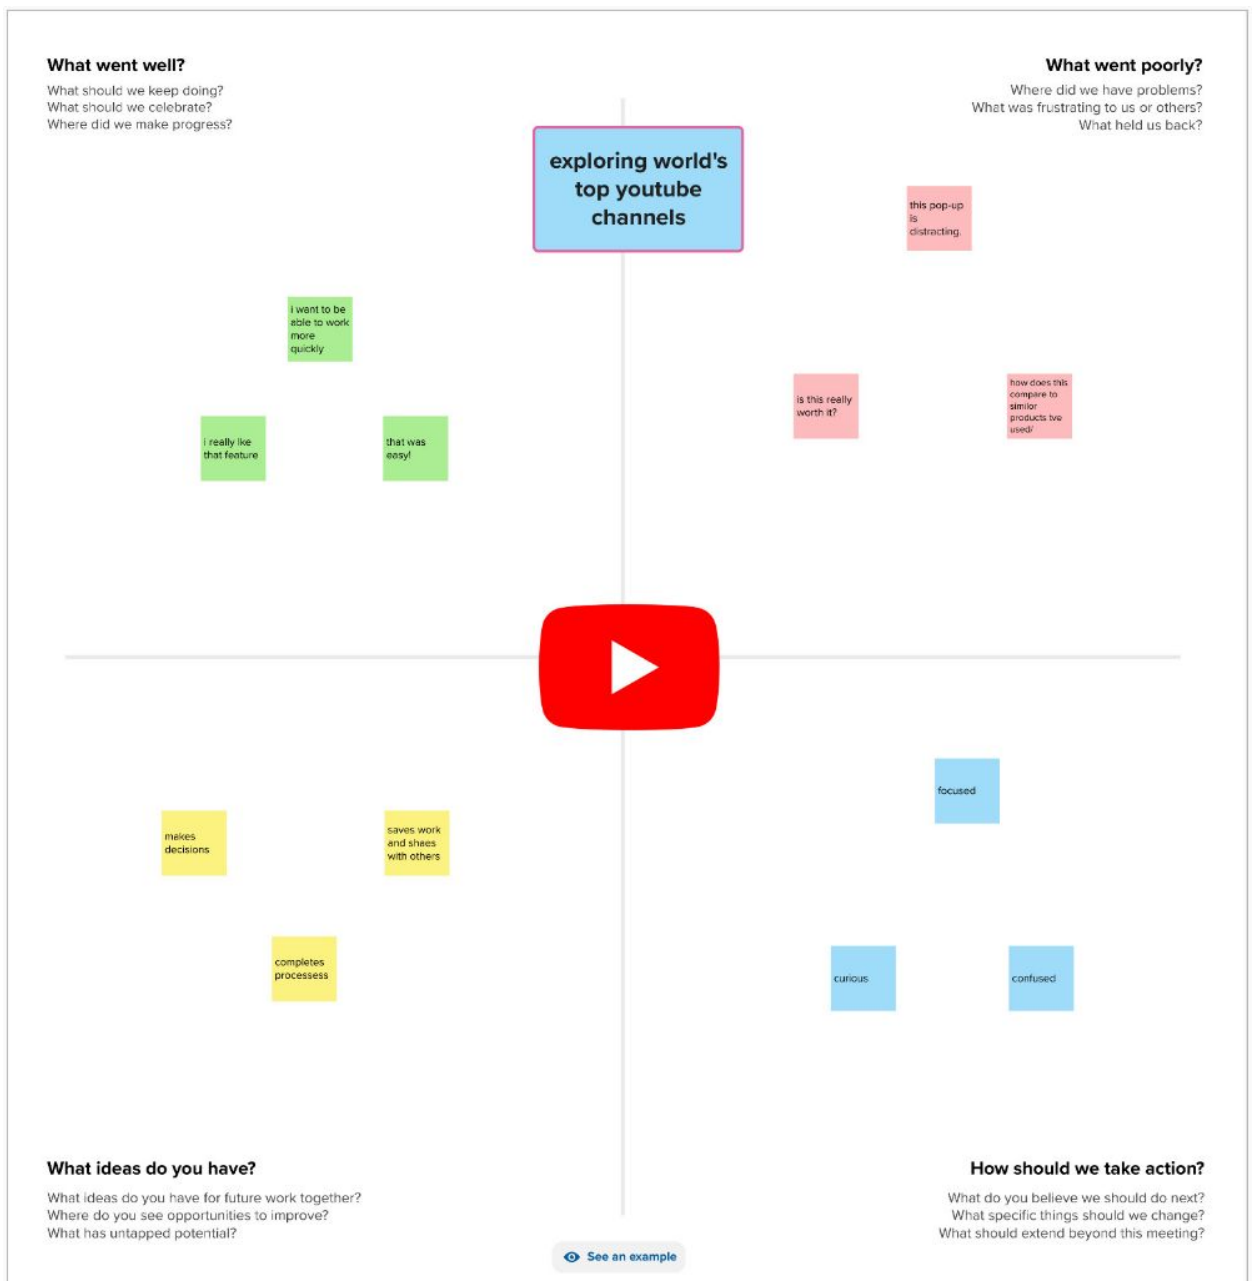 What went well?
What should we keep doing?
What should we celebrate?
Where did we make progress?
What went poorly?
Where did we have problems?
What was frustrating to us or others?
What held us back?
exploring world's
top youtube
channels
this pop-up
is
distracting.
i want to be
able to work
more
quickly
i really lke
that feature
that was
easy!
is this really
worth it?
how does this
compare to
similor
products tve
used/
makes
decisions
saves work
and shaes
with others
completes
processess
focused
curious
confused
What ideas do you have?
What ideas do you have for future work together?
Where do you see opportunities to improve?
What has untapped potential?
How should we take action?
What do you believe we should do next?
What specific things should we change?
What should extend beyond this meeting?
See an example